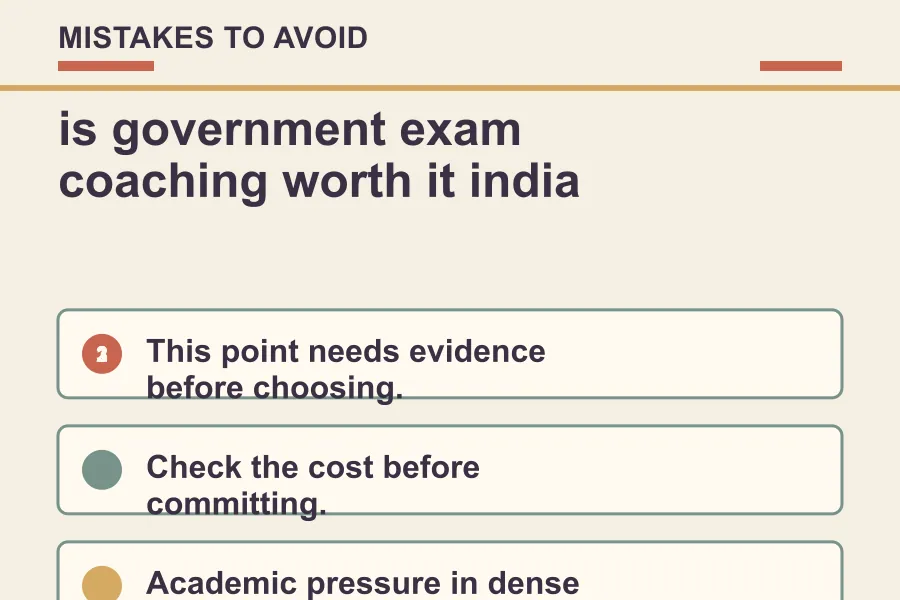 MISTAKES TO AVOID
is government exam
coaching worth it india
This point needs evidence
before choosing.
Check the cost before
committing.
Academic pressure in dense